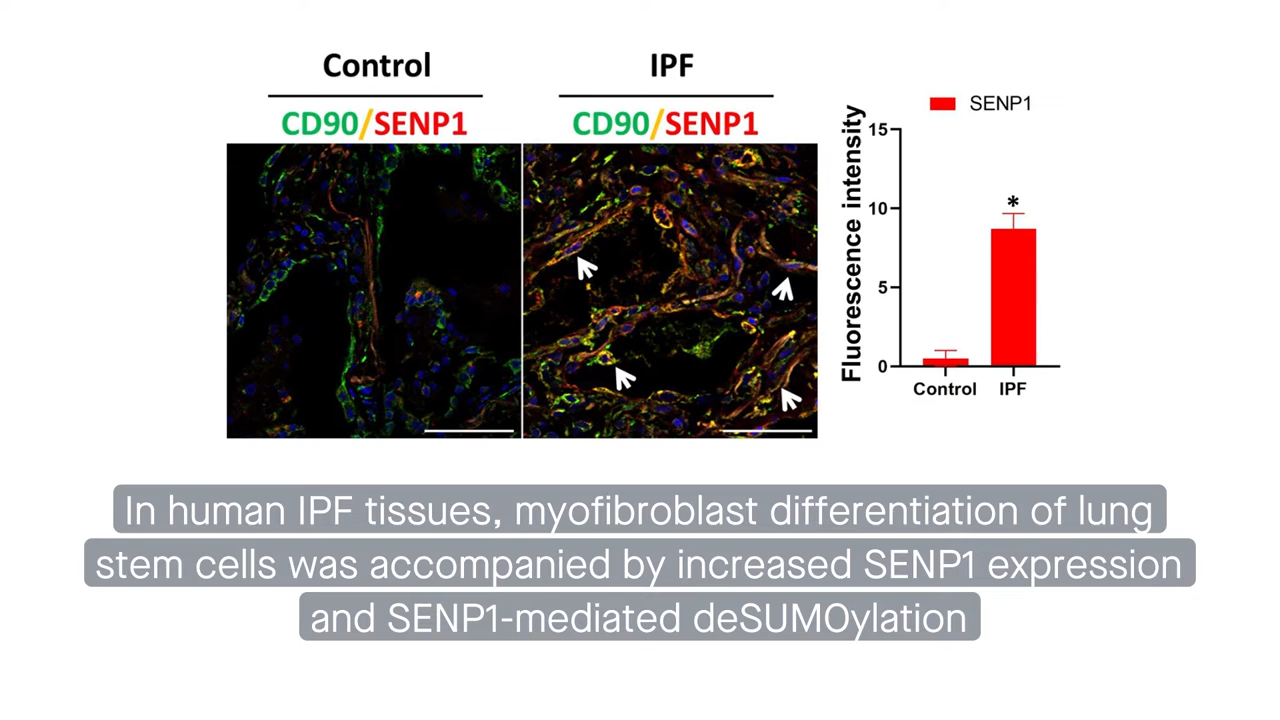 Control
IPF
CD90/SENP1
CD90/SENP1
SENP1
Fluorescence intensity
15
10
5
0
*
Control
IPF
In human IPF tissues, myofibroblast differentiation of lung
stem cells was accompanied by increased SENP1 expression
and SENP1-mediated deSUMOylation